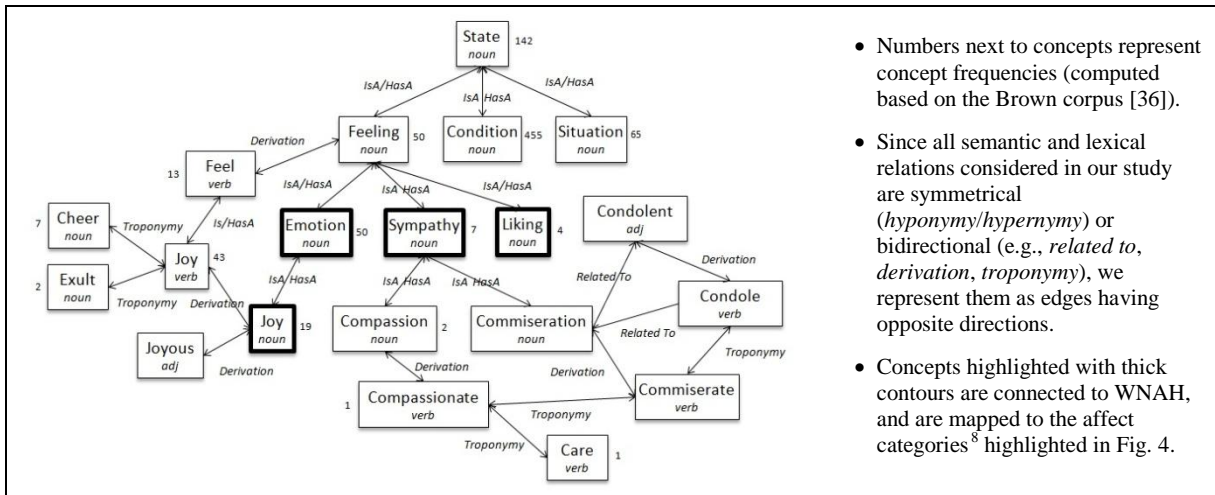 State 142
noun
IsA/HasA
IsA HasA
IsA/HasA
Derivation
Feeling 50
noun
Condition 455
noun
Situation 65
noun
13 Feel
verb
IsA/HasA
IsA HasA
IsA/HasA
Is/HasA
7 Cheer
noun
Troponymy
Emotion 50
noun
Sympathy 7
noun
Liking 4
noun
Condolent
adj
Joy 43
verb
2 Exult
noun
Troponymy
Derivation
IsA HasA
IsA HasA
IsA HasA
Related To
Derivation
Condole
verb
Joy 19
noun
Compassion 2
noun
Commiseration
noun
Related To
Joyous
adj
Derivation
Troponymy
Derivation
Derivation
1 Compassionate
verb
Troponymy
Commiserate
verb
Troponymy
Care 1
verb
• Numbers next to concepts represent
concept frequencies (computed
based on the Brown corpus [36]).
• Since all semantic and lexical
relations considered in our study
are symmetrical
(hyponymy/hypernymy) or
bidirectional (e.g., related to,
derivation, troponymy), we
represent them as edges having
opposite directions.
• Concepts highlighted with thick
contours are connected to WNAH,
and are mapped to the affect
categories8 highlighted in Fig. 4.